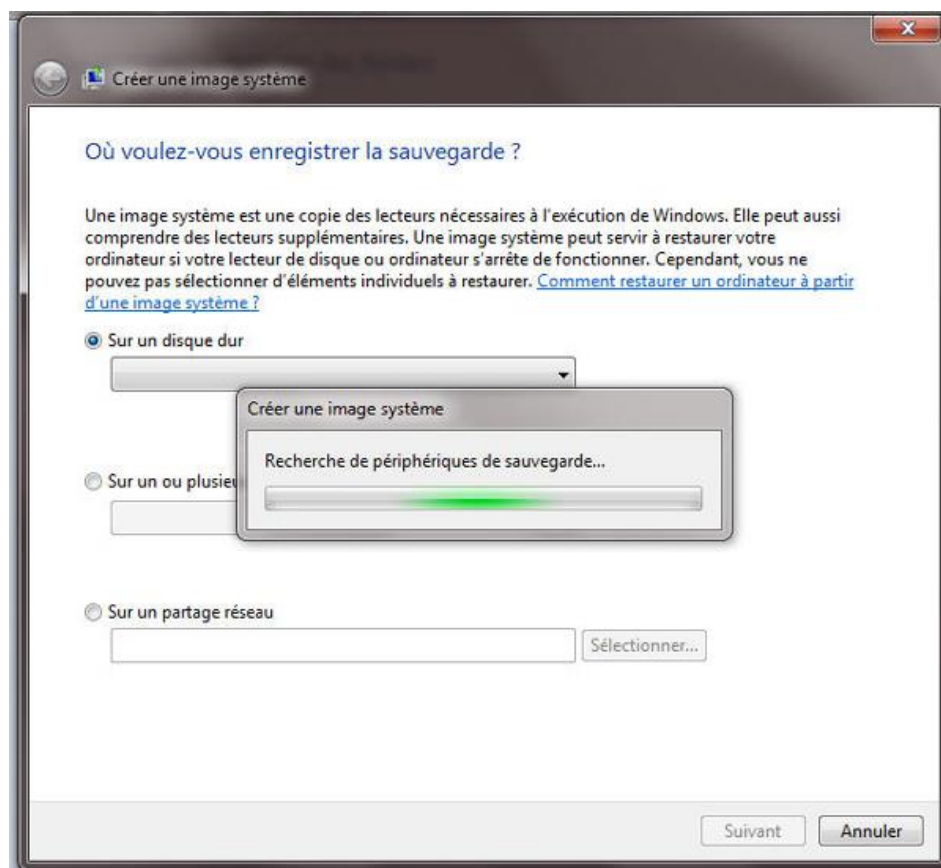 Créer une image système
Où voulez-vous enregistrer la sauvegarde ?
Une image système est une copie des lecteurs nécessaires à l'exécution de Windows. Elle peut aussi
comprendre des lecteurs supplémentaires. Une image système peut servir à restaurer votre
ordinateur si votre lecteur de disque ou ordinateur s'arrête de fonctionner. Cependant, vous ne
pouvez pas sélectionner d'éléments individuels à restaurer. Comment restaurer un ordinateur à partir
d'une image système ?
Sur un disque dur
Créer une image système
Recherche de périphériques de sauvegarde...
Sur un ou
Sur un partage réseau
Sélectionner...
Suivant
Annuler